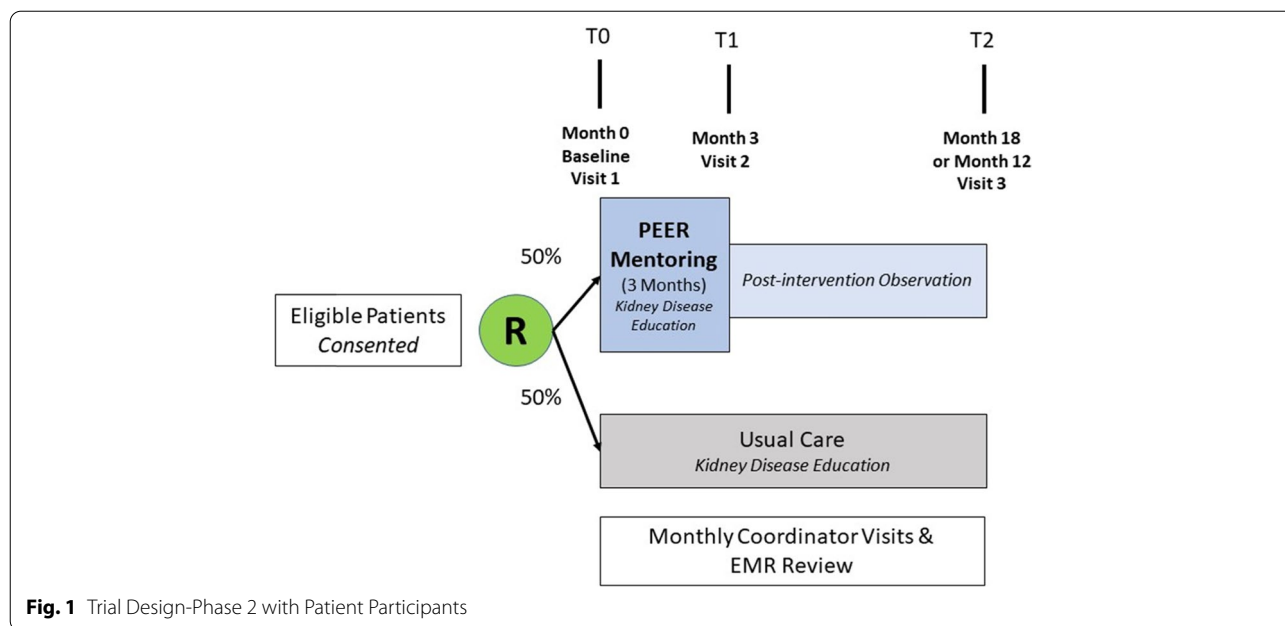 T0
T1
T2
Month 0
Baseline
Visit 1
Month 3
Visit 2
Month 18
or Month 12
Visit 3
50%
PEER
Mentoring
(3 Months)
Kidney Disease
Education
Post-intervention Observation
Eligible Patients
Consented
R
50%
Usual Care
Kidney Disease Education
Monthly Coordinator Visits &
EMR Review
Fig. 1 Trial Design-Phase 2 with Patient Participants